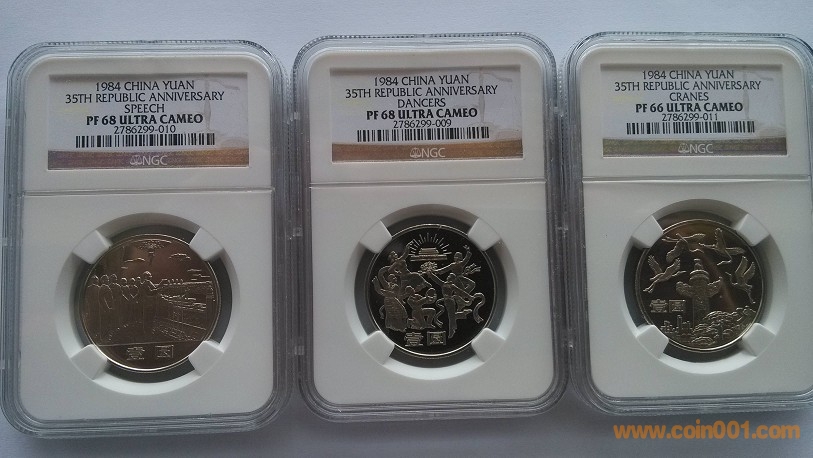 1984 CHINA YUAN
35TH REPUBLIC ANNIVERSARY
SPEECH
PF 68 ULTRA CAMEO
2786299-010
NGC
壹圆
1984 CHINA YUAN
35TH REPUBLIC ANNIVERSARY
DANCERS
PF 68 ULTRA CAMEO
2786299-009
NGC
壹圆
1984 CHINA YUAN
35TH REPUBLIC ANNIVERSARY
CRANES
PF 66 ULTRA CAMEO
2786299-011
NGC
壹圆
www.coin001.com